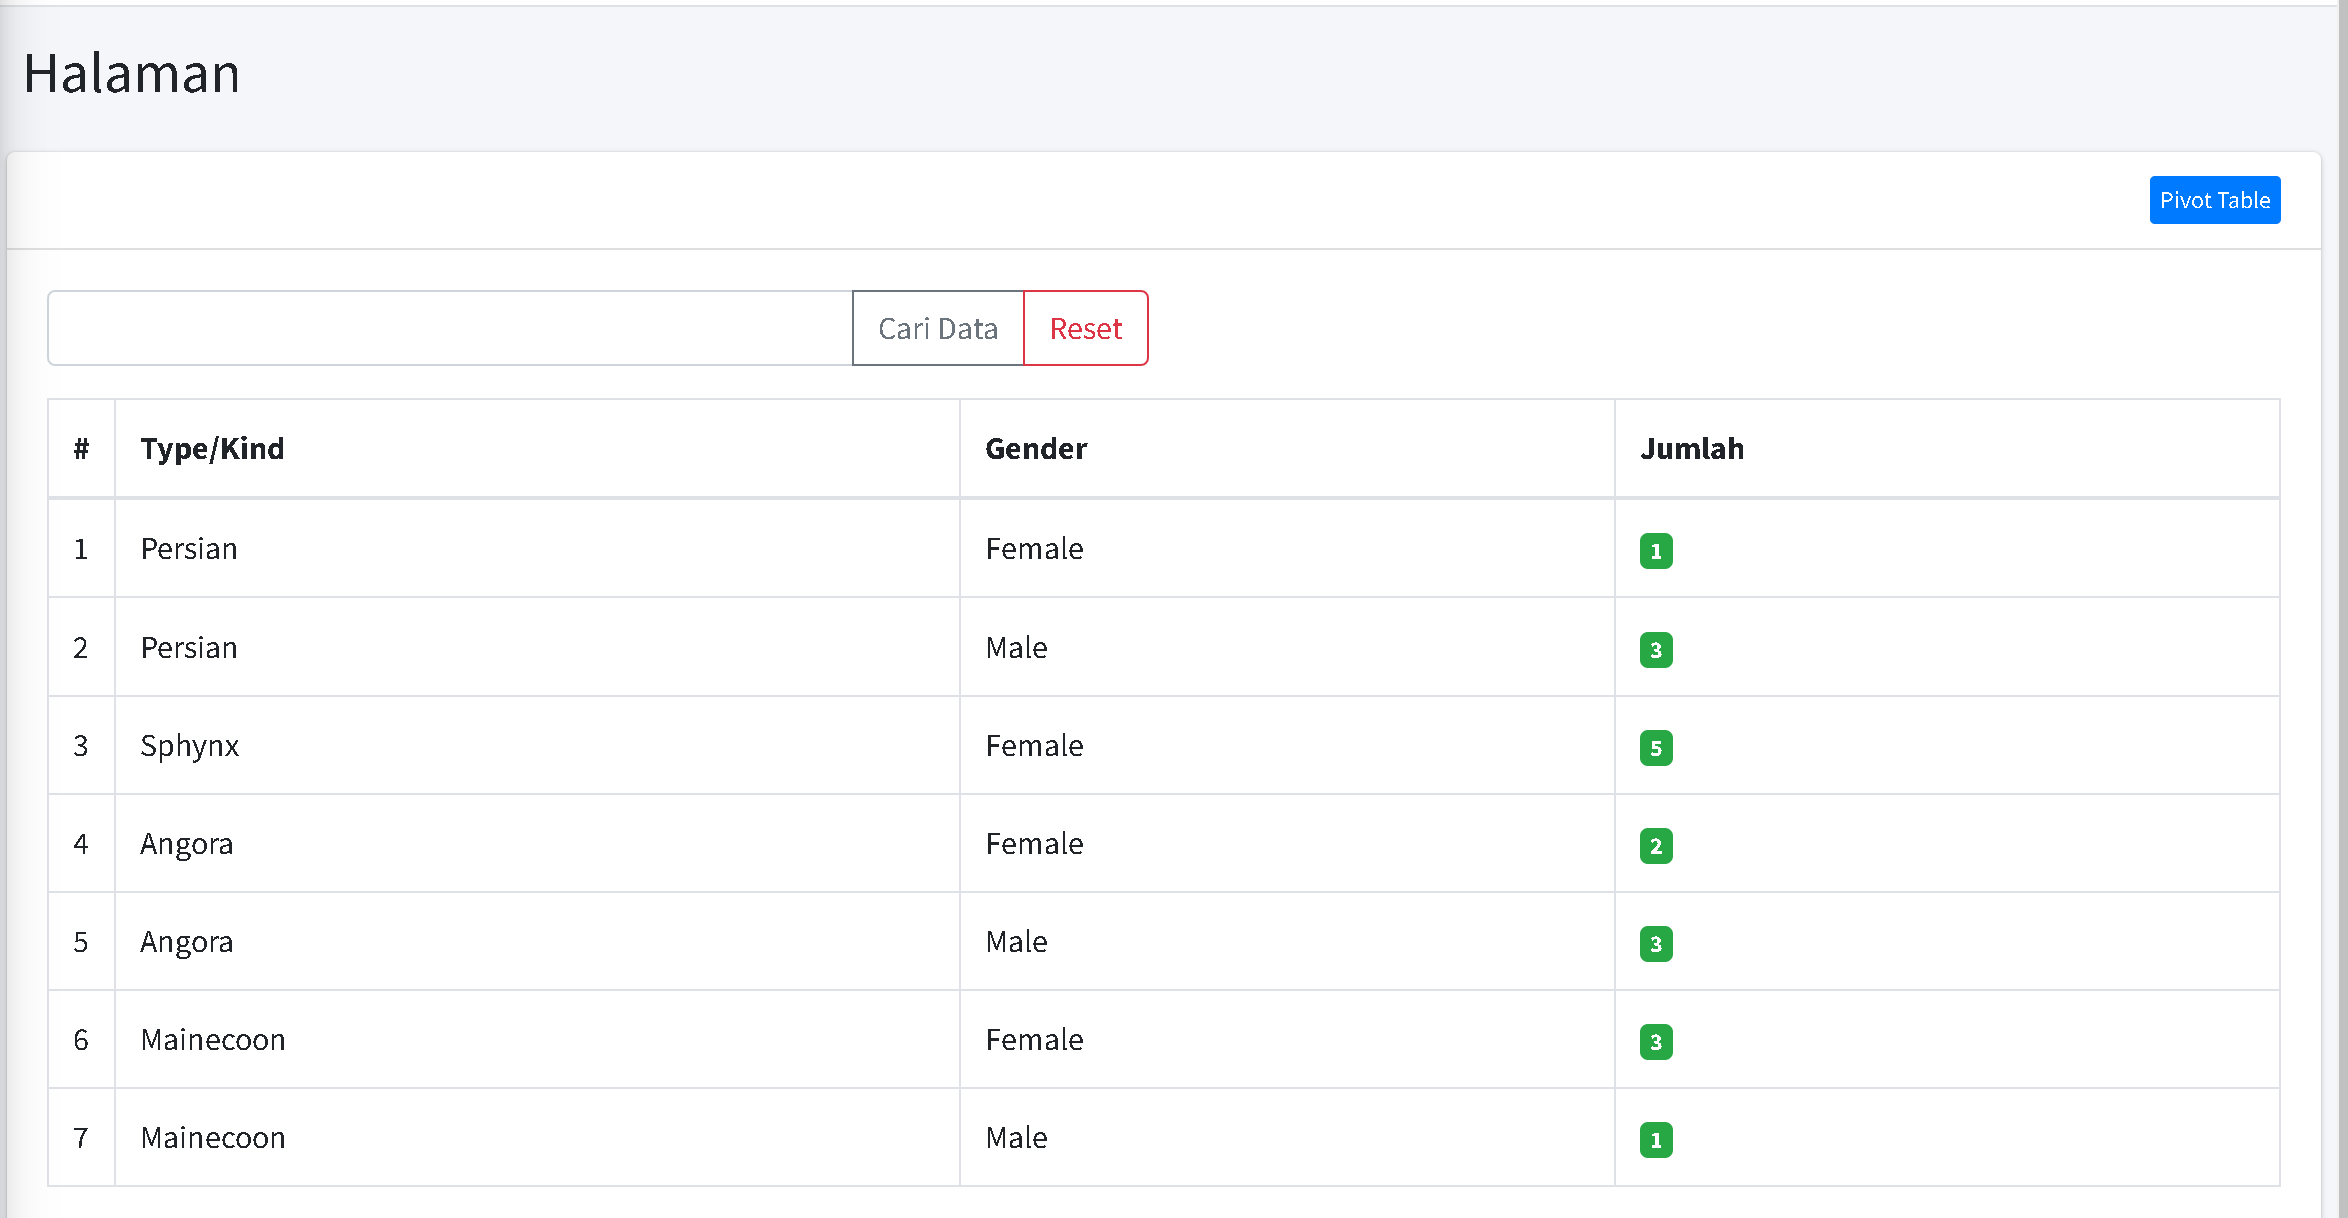 Halaman
Pivot Table
Cari Data Reset
# Type/Kind Gender Jumlah
1 Persian Female 1
2 Persian Male 3
3 Sphynx Female 5
4 Angora Female 2
5 Angora Male 3
6 Mainecoon Female 3
7 Mainecoon Male 1